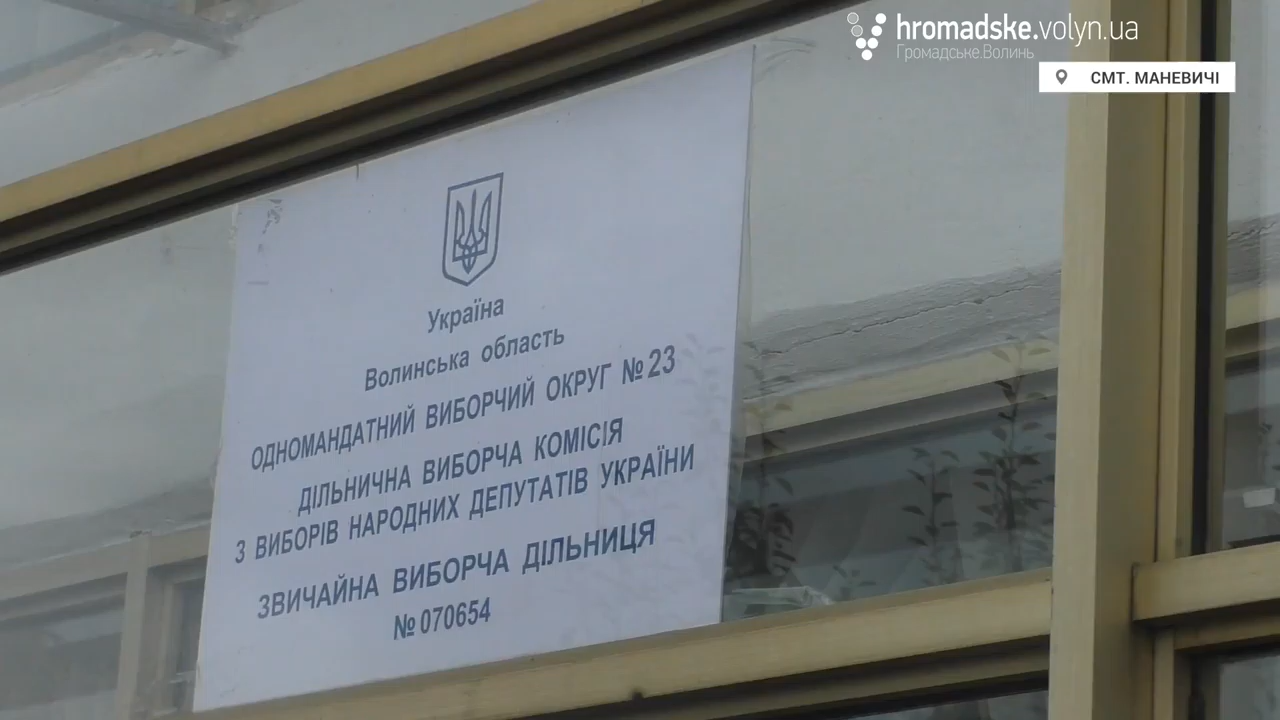 hromadske.volyn.ua
Громадське.Волинь
СМТ. МАНЕВИЧІ
Україна
Волинська область
ОДНОМАНДАТНИЙ ВИБОРЧИЙ ОКРУГ №23
ДІЛЬНИЧНА ВИБОРЧА КОМІСІЯ
З ВИБОРІВ НАРОДНИХ ДЕПУТАТІВ УКРАЇНИ
ЗВИЧАЙНА ВИБОРЧА ДІЛЬНИЦЯ
№070654